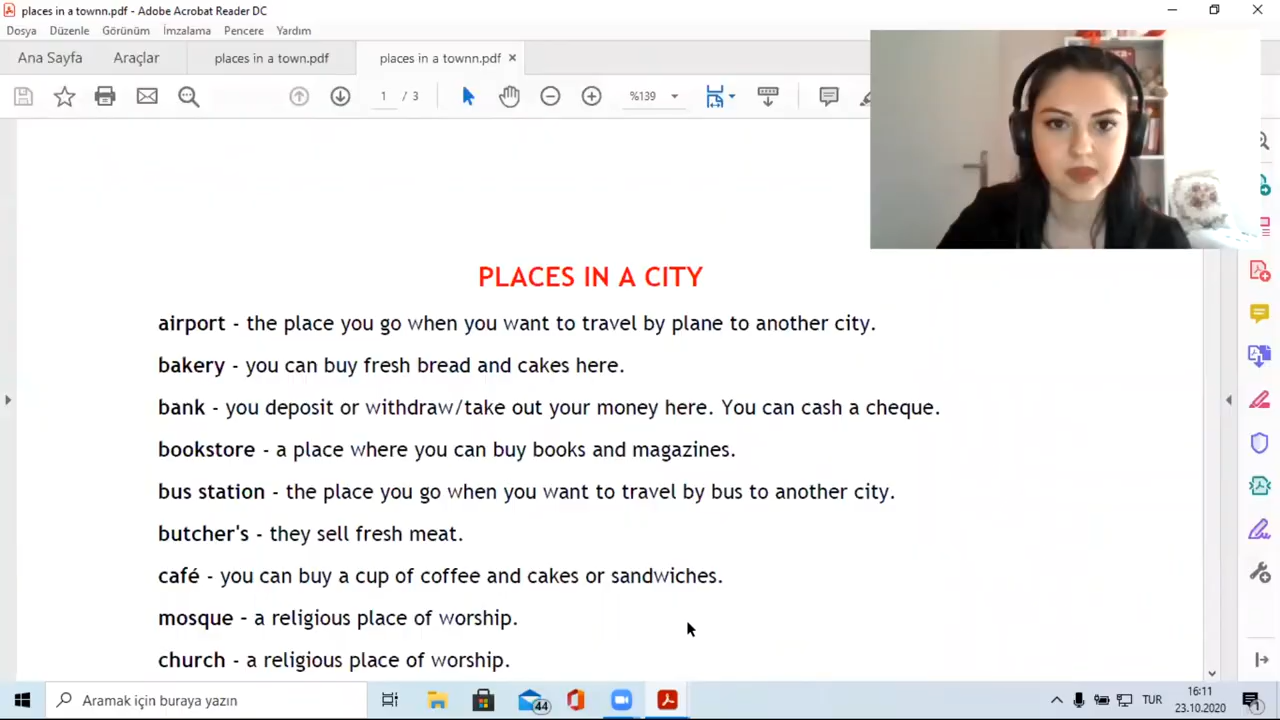 places in a townn.pdf - Adobe Acrobat Reader DC
Dosya Düzenle Görünüm İmzalama Pencere Yardım
Ana Sayfa Araçlar places in a town.pdf places in a townn.pdf ×
1 / 3 %139
PLACES IN A CITY
airport - the place you go when you want to travel by plane to another city.
bakery - you can buy fresh bread and cakes here.
bank - you deposit or withdraw/take out your money here. You can cash a cheque.
bookstore - a place where you can buy books and magazines.
bus station - the place you go when you want to travel by bus to another city.
butcher's - they sell fresh meat.
café - you can buy a cup of coffee and cakes or sandwiches.
mosque - a religious place of worship.
church - a religious place of worship.
Aramak için buraya yazın 44 TUR 16:11
23.10.2020 1